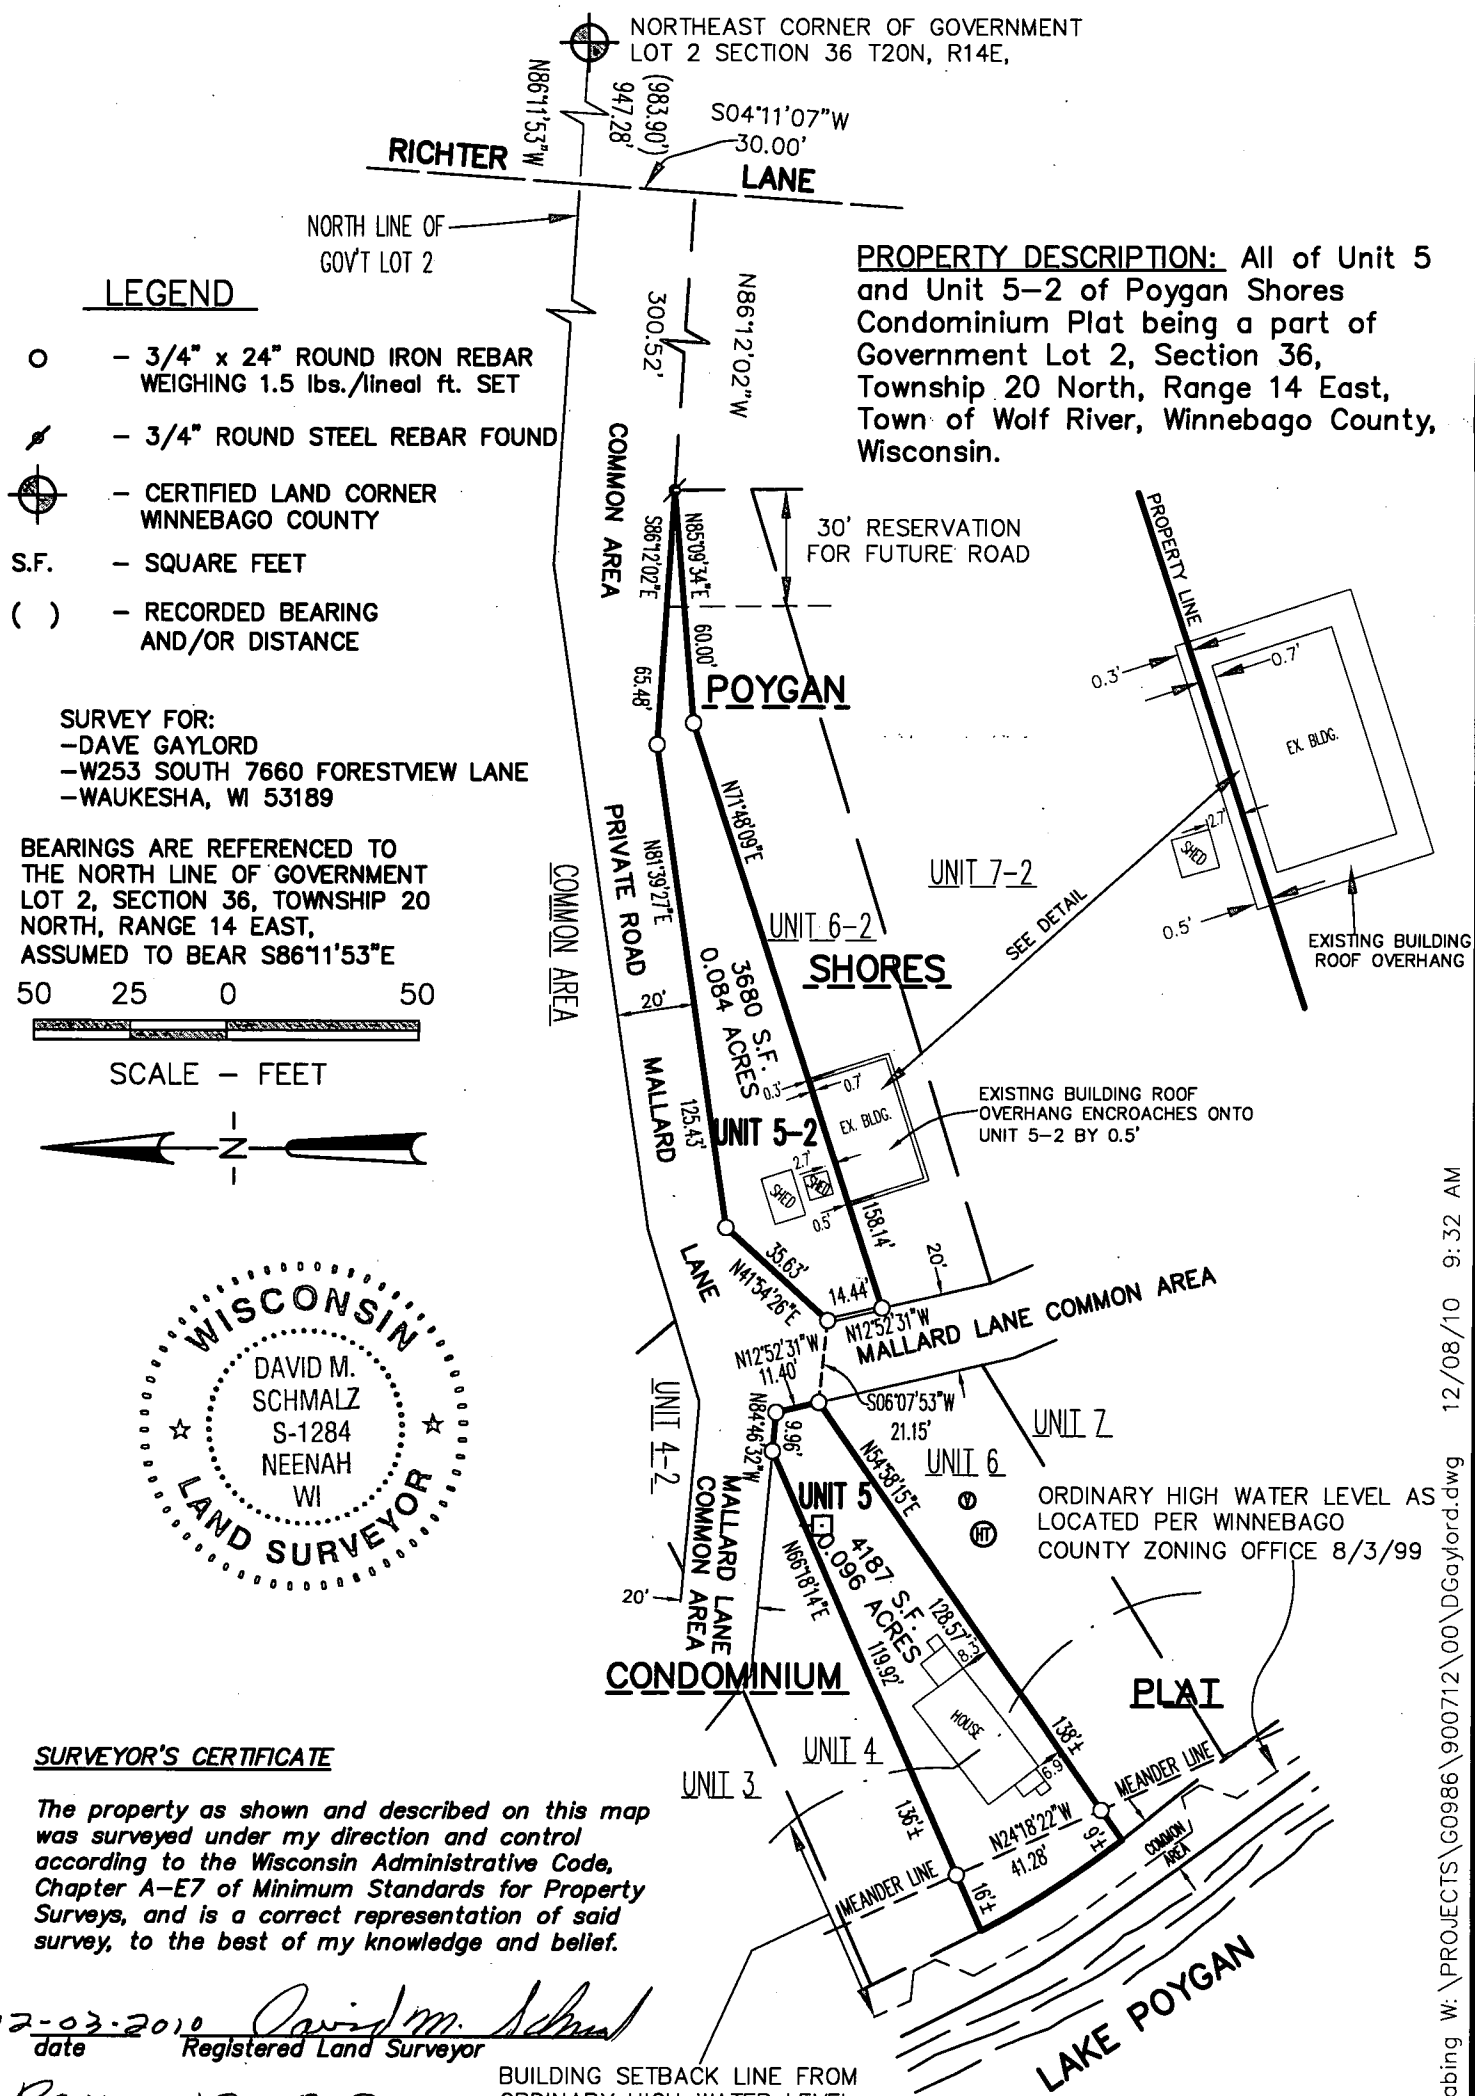 NORTHEAST CORNER OF GOVERNMENT
LOT 2 SECTION 36 T20N, R14E,
N86°11'53"W
(983.90')
947.28'
S04°11'07"W
30.00'
RICHTER
LANE
NORTH LINE OF
GOV'T LOT 2
300.52'
N86°12'02"W
LEGEND
O – 3/4" x 24" ROUND IRON REBAR
WEIGHING 1.5 lbs./lineal ft. SET
– 3/4" ROUND STEEL REBAR FOUND
– CERTIFIED LAND CORNER
WINNEBAGO COUNTY
S.F. – SQUARE FEET
( ) – RECORDED BEARING
AND/OR DISTANCE
PROPERTY DESCRIPTION: All of Unit 5
and Unit 5-2 of Poygan Shores
Condominium Plat being a part of
Government Lot 2, Section 36,
Township 20 North, Range 14 East,
Town of Wolf River, Winnebago County,
Wisconsin.
COMMON AREA
S86°12'02"E
65.48'
N85°09'34"E
60.00'
30' RESERVATION
FOR FUTURE ROAD
PROPERTY LINE
0.3'
0.7'
EX. BLDG.
2.7'
SHED
0.5'
EXISTING BUILDING
ROOF OVERHANG
POYGAN
SURVEY FOR:
–DAVE GAYLORD
–W253 SOUTH 7660 FORESTVIEW LANE
–WAUKESHA, WI 53189
BEARINGS ARE REFERENCED TO
THE NORTH LINE OF GOVERNMENT
LOT 2, SECTION 36, TOWNSHIP 20
NORTH, RANGE 14 EAST,
ASSUMED TO BEAR S86°11'53"E
50 25 0 50
SCALE – FEET
N
COMMON AREA
PRIVATE ROAD
N81°39'27"E
125.43'
20'
MALLARD
LANE
N71°48'09"E
158.14'
UNIT 7-2
UNIT 6-2
SHORES
SEE DETAIL
3680 S.F.
0.084 ACRES
UNIT 5-2
0.3'
0.7'
EX. BLDG.
2.7'
SHED
SHED
0.5'
EXISTING BUILDING ROOF
OVERHANG ENCROACHES ONTO
UNIT 5-2 BY 0.5'
35.63'
N41°54'26"E
14.44'
N12°52'31"W
20'
MALLARD LANE COMMON AREA
N12°52'31"W
11.40'
S06°07'53"W
21.15'
N84°46'32"W
9.96'
UNIT 4-2
MALLARD LANE
COMMON AREA
20'
WISCONSIN
DAVID M.
SCHMALZ
S-1284
NEENAH
WI
LAND SURVEYOR
UNIT 7
UNIT 6
HT
UNIT 5
N54°58'15"E
128.57'
4187 S.F.
0.096 ACRES
N66°18'14"E
119.92'
ORDINARY HIGH WATER LEVEL AS
LOCATED PER WINNEBAGO
COUNTY ZONING OFFICE 8/3/99
8.3'
HOUSE
6.9'
138'±
CONDOMINIUM
PLAT
UNIT 4
UNIT 3
136'±
MEANDER LINE
MEANDER LINE
N24°18'22"W
41.28'
9'±
16'±
COMMON
AREA
LAKE POYGAN
SURVEYOR'S CERTIFICATE
The property as shown and described on this map
was surveyed under my direction and control
according to the Wisconsin Administrative Code,
Chapter A–E7 of Minimum Standards for Property
Surveys, and is a correct representation of said
survey, to the best of my knowledge and belief.
2-03-2010 David M. Schmalz
date Registered Land Surveyor
BUILDING SETBACK LINE FROM
ORDINARY HIGH WATER LEVEL
abing W:\PROJECTS\G0986\900712\00\DGaylord.dwg 12/08/10 9:32 AM